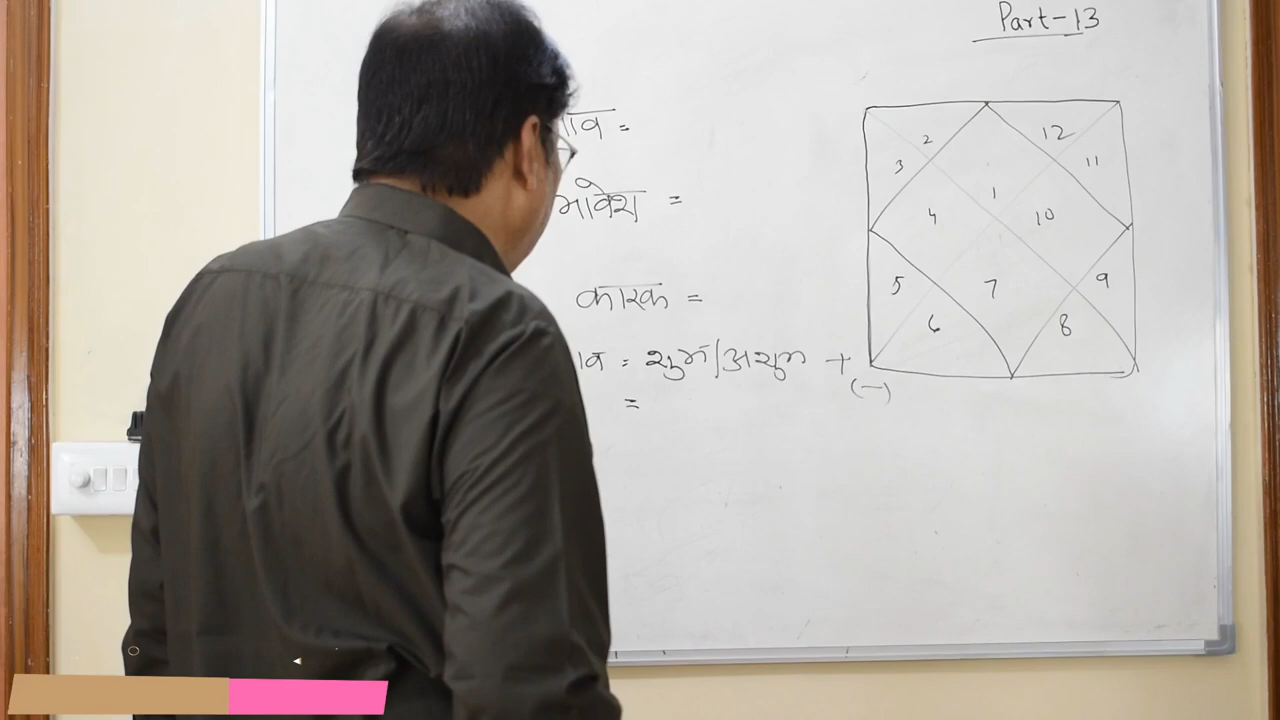 Part-13
ाव =
भावेश =
कारक =
ाव = शुभ/अशुभ +
(-)
=
2
12
3
11
1
4
10
5
7
9
6
8